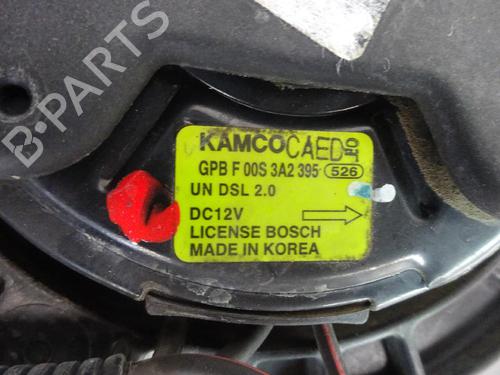 B-PARTS
KAMCO CAED
GPB F 00S 3A2 395 526
UN DSL 2.0
DC12V
LICENSE BOSCH
MADE IN KOREA